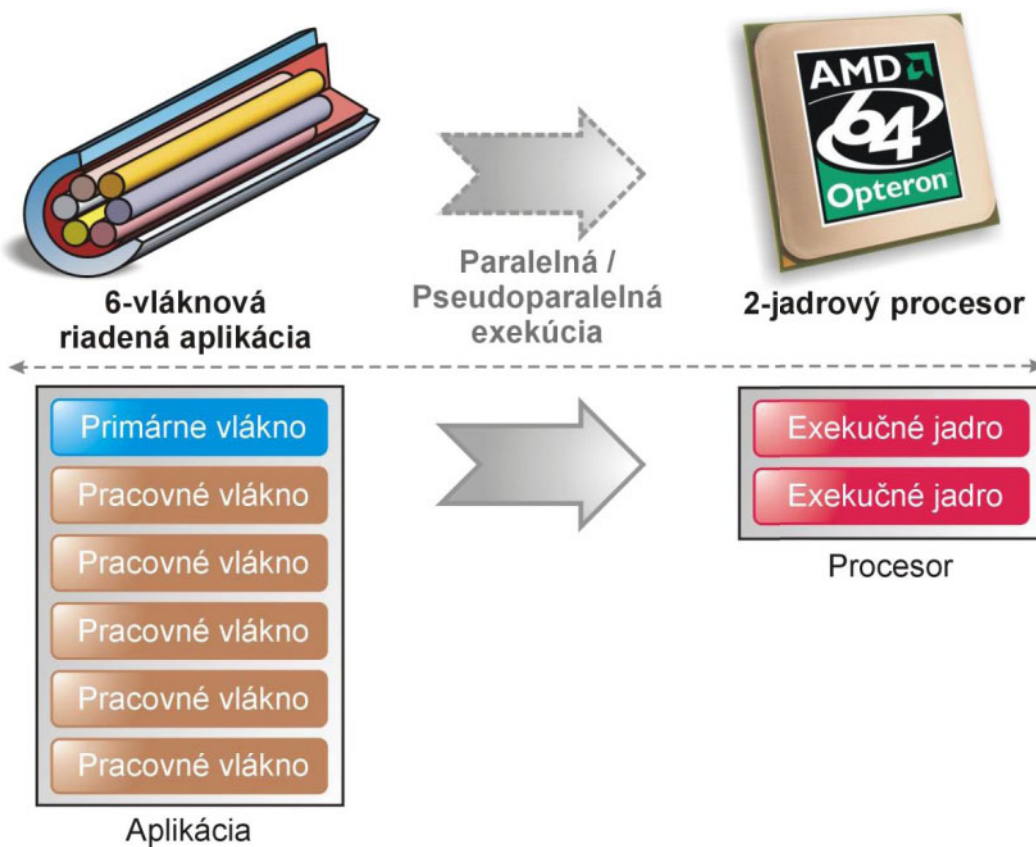 AMD
64
Opteron™
6-vláknová
riadená aplikácia
Paralelná /
Pseudoparalelná
exekúcia
2-jadrový procesor
Primárne vlákno
Pracovné vlákno
Pracovné vlákno
Pracovné vlákno
Pracovné vlákno
Pracovné vlákno
Aplikácia
Exekučné jadro
Exekučné jadro
Procesor